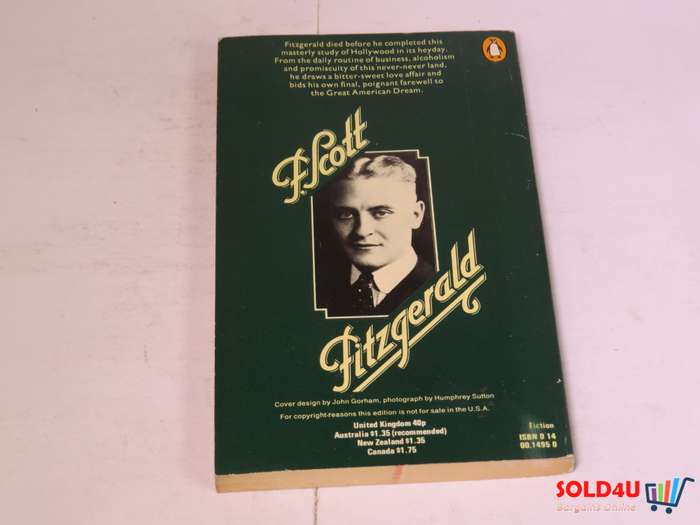 Fitzgerald died before he completed this
masterly study of Hollywood in its heyday.
From the daily routine of business, alcoholism
and promiscuity of this never-never land,
he draws a bitter-sweet love affair and
bids his own final, poignant farewell to
the Great American Dream.
F. Scott
Fitzgerald
Cover design by John Gorham, photograph by Humphrey Sutton
For copyright reasons this edition is not for sale in the U.S.A.
United Kingdom 40p
Australia $1.35 (recommended)
New Zealand $1.35
Canada $1.75
Fiction
ISBN 0 14
00.1495 0
SOLD4U
Bargains Online